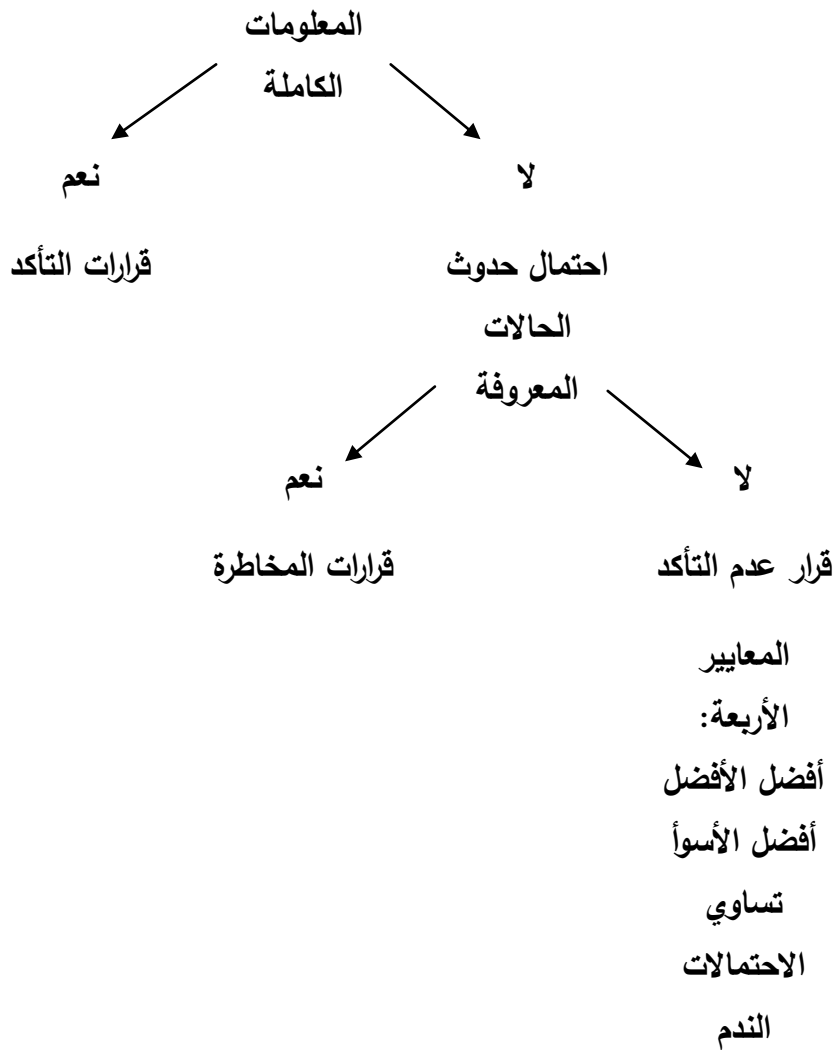 المعلومات
الكاملة
لا
نعم
احتمال حدوث
قرارات التأكد
الحالات
المعروفة
لا
نعم
قرار عدم التأكد
قرارات المخاطرة
المعايير
الأربعة:
أفضل الأفضل
أفضل الأسوأ
تساوي
الاحتمالات
الندم